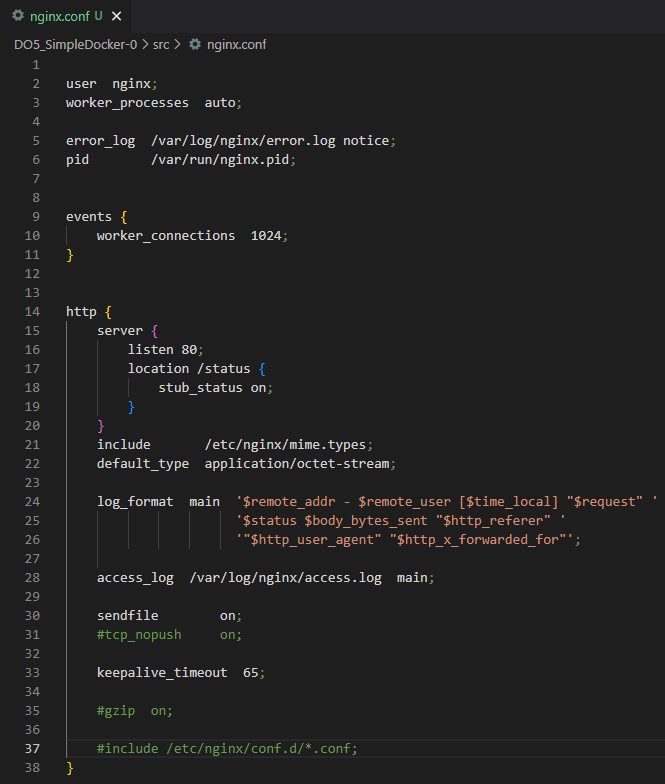 nginx.conf U ×
DO5_SimpleDocker-0 > src > nginx.conf
1
2 user  nginx;
3 worker_processes  auto;
4
5 error_log  /var/log/nginx/error.log notice;
6 pid        /var/run/nginx.pid;
7
8
9 events {
10     worker_connections  1024;
11 }
12
13
14 http {
15     server {
16         listen 80;
17         location /status {
18             stub_status on;
19         }
20     }
21     include       /etc/nginx/mime.types;
22     default_type  application/octet-stream;
23
24     log_format  main  '$remote_addr - $remote_user [$time_local] "$request" '
25                       '$status $body_bytes_sent "$http_referer" '
26                       '"$http_user_agent" "$http_x_forwarded_for"';
27
28     access_log  /var/log/nginx/access.log  main;
29
30     sendfile        on;
31     #tcp_nopush     on;
32
33     keepalive_timeout  65;
34
35     #gzip  on;
36
37     #include /etc/nginx/conf.d/*.conf;
38 }